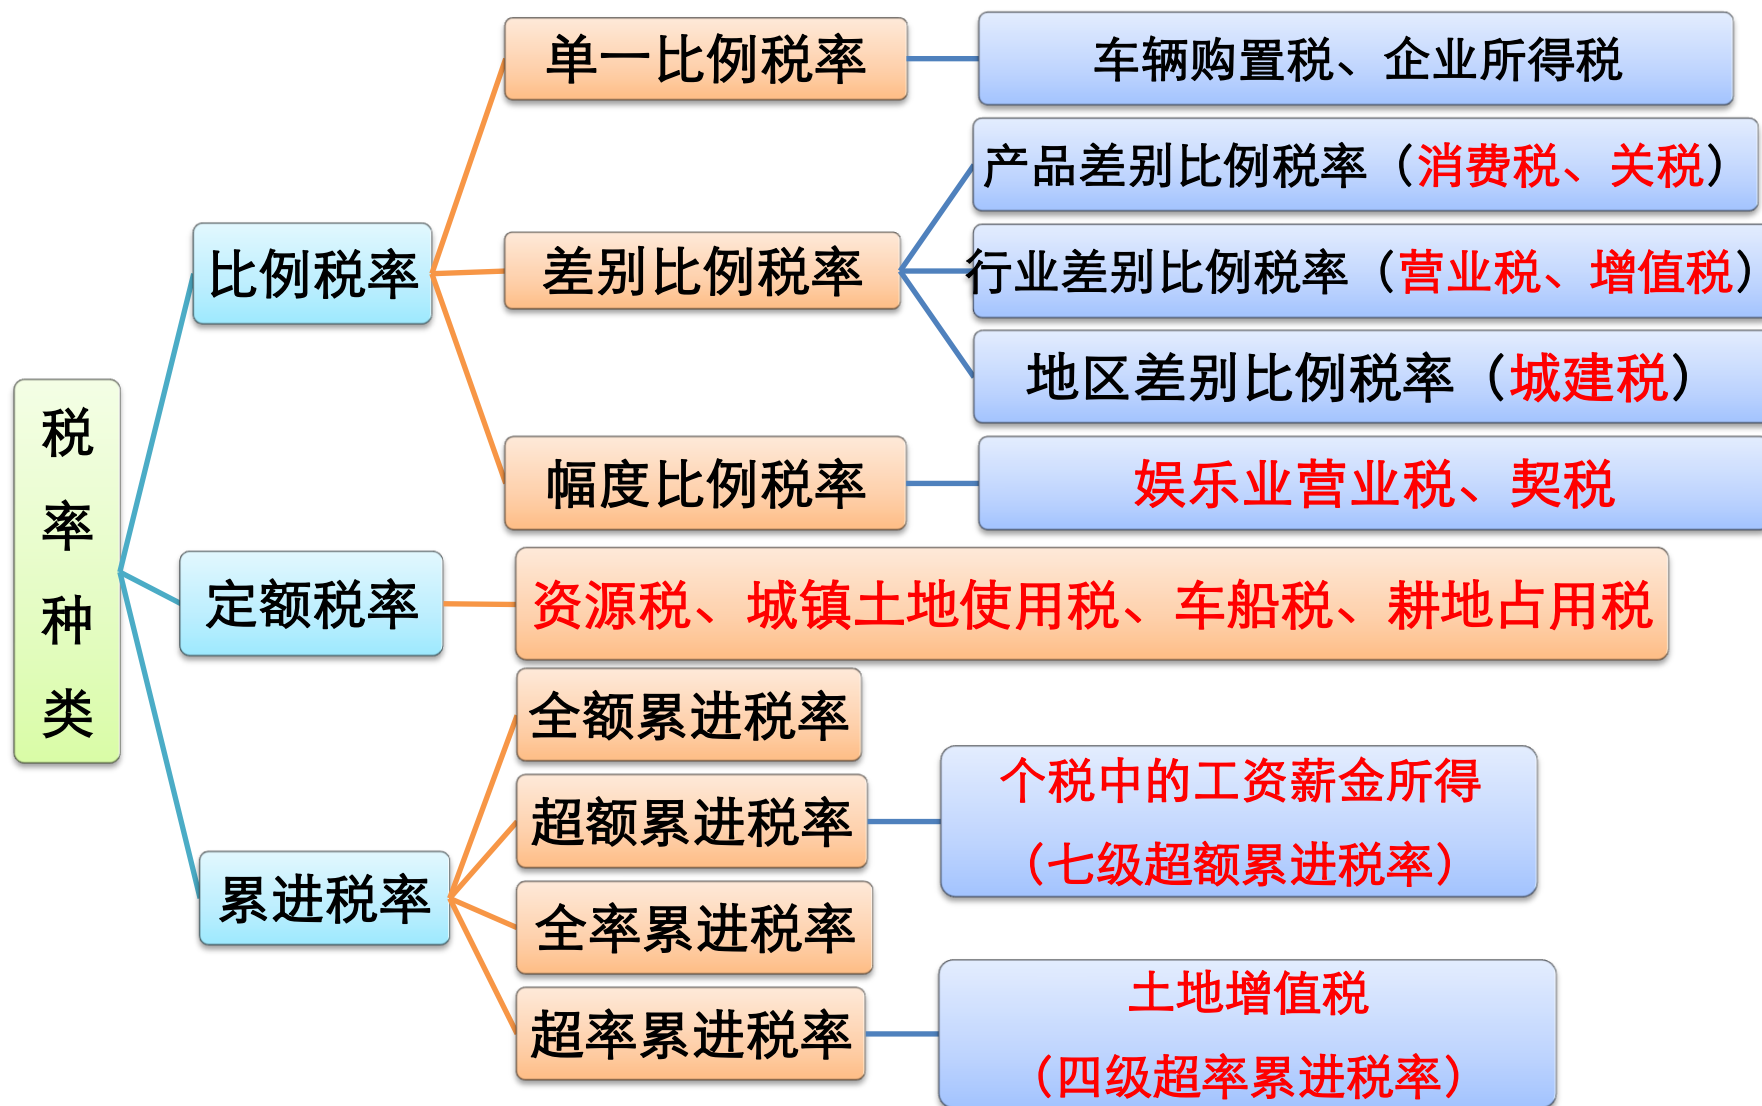 税率种类
比例税率
单一比例税率
车辆购置税、企业所得税
差别比例税率
产品差别比例税率（消费税、关税）
行业差别比例税率（营业税、增值税）
地区差别比例税率（城建税）
幅度比例税率
娱乐业营业税、契税
定额税率
资源税、城镇土地使用税、车船税、耕地占用税
累进税率
全额累进税率
超额累进税率
个税中的工资薪金所得
（七级超额累进税率）
全率累进税率
超率累进税率
土地增值税
（四级超率累进税率）